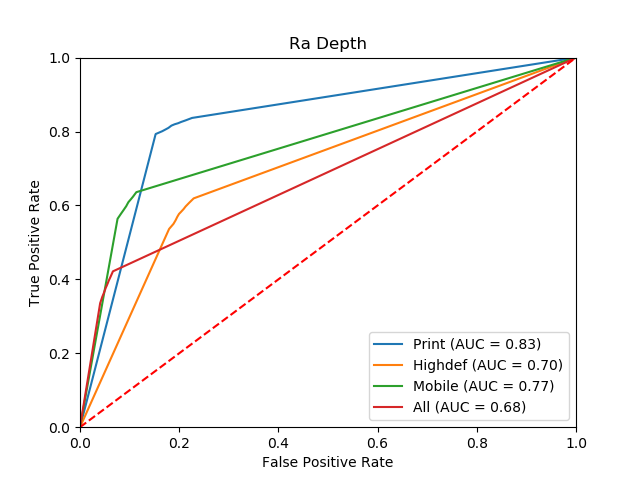 Ra Depth
True Positive Rate
1.0
0.8
0.6
0.4
0.2
0.0
Print (AUC = 0.83)
Highdef (AUC = 0.70)
Mobile (AUC = 0.77)
All (AUC = 0.68)
0.0 0.2 0.4 0.6 0.8 1.0
False Positive Rate